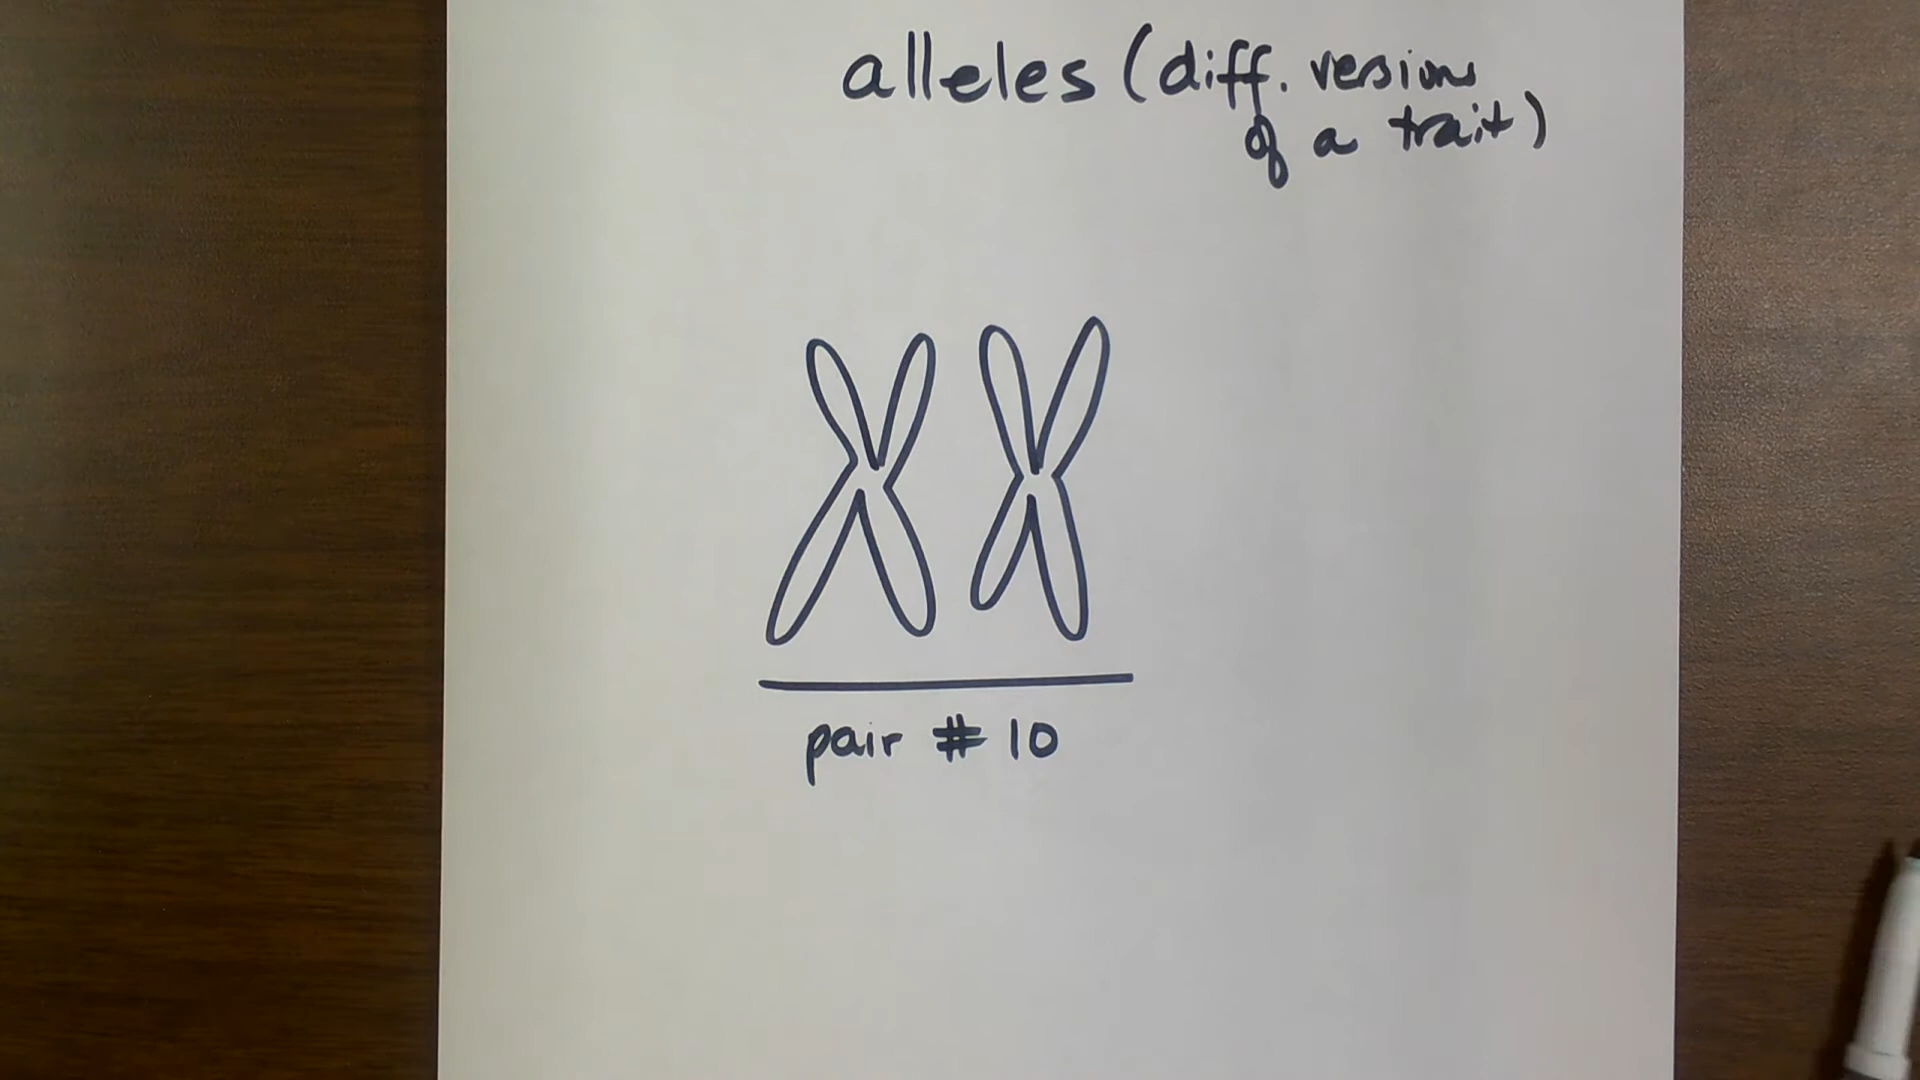 alleles (diff. versions
of a trait)
pair # 10